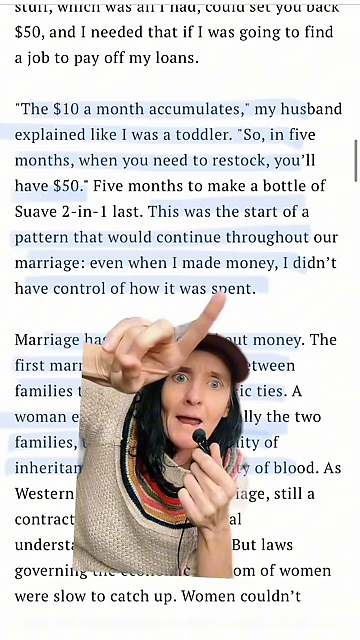 stuff, which was all I had, could set you back
$50, and I needed that if I was going to find
a job to pay off my loans.
"The $10 a month accumulates," my husband
explained like I was a toddler. "So, in five
months, when you need to restock, you'll
have $50." Five months to make a bottle of
Suave 2-in-1 last. This was the start of a
pattern that would continue throughout our
marriage: even when I made money, I didn't
have control of how it was spent.
Marriage has out money. The
first etween
families ic ties. A
woman lly the two
families, ity of
inheritan y of blood. As
Western iage, still a
contract al
understa But laws
governing the om of women
were slow to catch up. Women couldn't